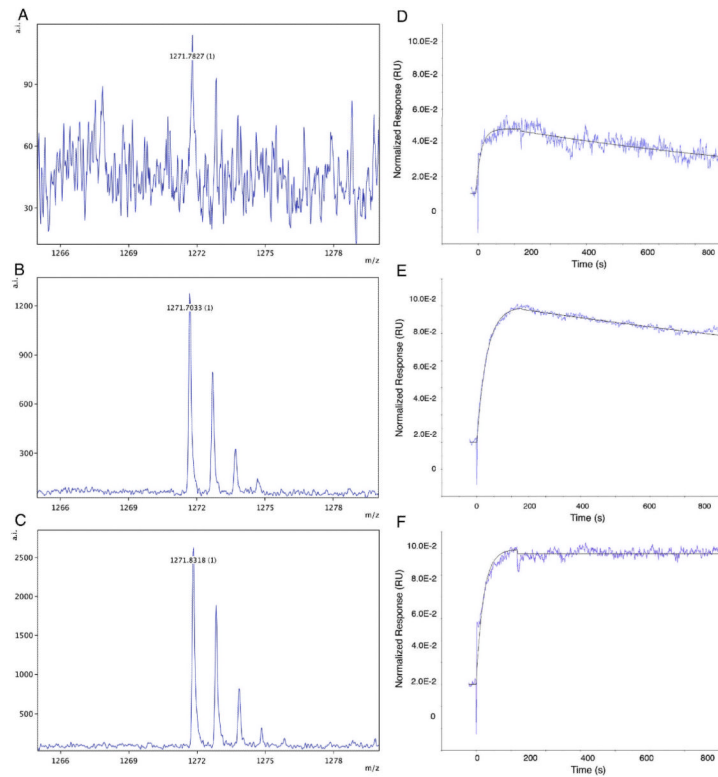 A
a.i.
1271.7827 (1)
90
60
30
1266 1269 1272 1275 1278
m/z
B
a.i.
1271.7033 (1)
1200
900
600
300
1266 1269 1272 1275 1278
m/z
C
a.i.
1271.8318 (1)
2500
2000
1500
1000
500
1266 1269 1272 1275 1278
m/z
D
Normalized Response (RU)
10.0E-2
8.0E-2
6.0E-2
4.0E-2
2.0E-2
0
0 200 400 600 800
Time (s)
E
Normalized Response (RU)
10.0E-2
8.0E-2
6.0E-2
4.0E-2
2.0E-2
0
0 200 400 600 800
Time (s)
F
Normalized Response (RU)
10.0E-2
8.0E-2
6.0E-2
4.0E-2
2.0E-2
0
0 200 400 600 800
Time (s)